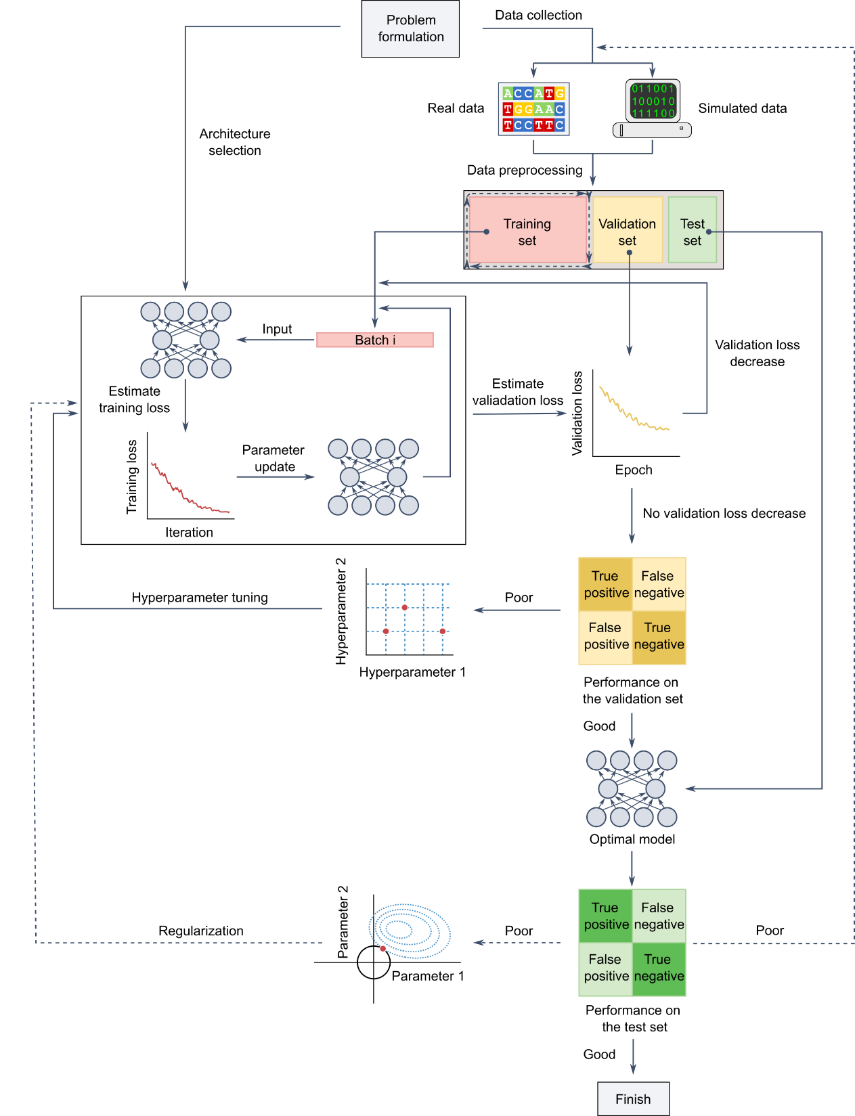 Problem
formulation
Data collection
Architecture
selection
Real data
ACCATG
TGGAAC
TCCTTC
011001
100010
111100
Simulated data
Data preprocessing
Training
set
Validation
set
Test
set
Input
Batch i
Estimate
training loss
Training loss
Iteration
Parameter
update
Estimate
valiadation loss
Validation loss
Epoch
Validation loss
decrease
No validation loss decrease
True
positive
False
negative
False
positive
True
negative
Performance on
the validation set
Poor
Hyperparameter 2
Hyperparameter 1
Hyperparameter tuning
Good
Optimal model
True
positive
False
negative
False
positive
True
negative
Performance on
the test set
Poor
Poor
Parameter 2
Parameter 1
Regularization
Good
Finish